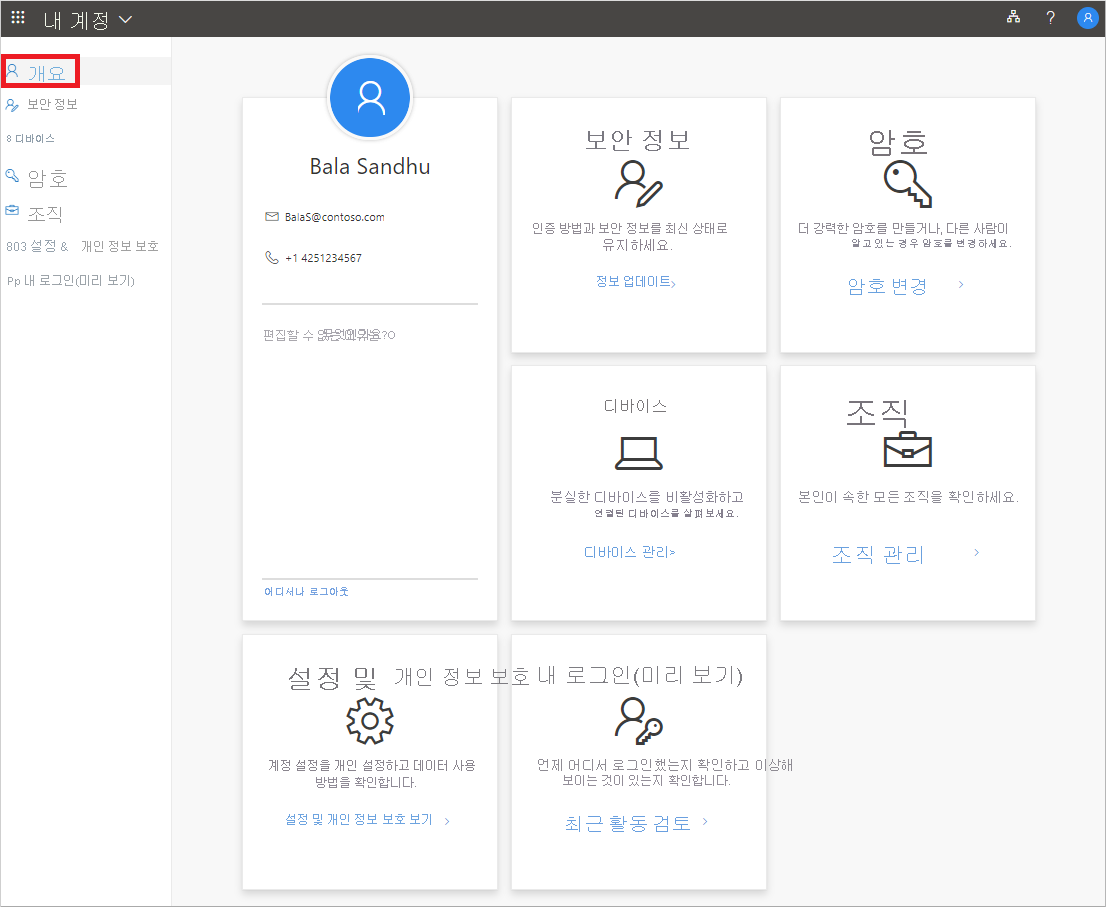 내 계정
?
개요
보안 정보
8 디바이스
암호
조직
803 설정 & 개인 정보 보호
Pp 내 로그인(미리 보기)
Bala Sandhu
BalaS@contoso.com
+1 4251234567
편집할 수 없는
어디서나 로그아웃
보안 정보
인증 방법과 보안 정보를 최신 상태로
유지하세요.
정보 업데이트>
암호
더 강력한 암호를 만들거나, 다른 사람이
알고 있는 경우 암호를 변경하세요.
암호 변경 >
디바이스
분실한 디바이스를 비활성화하고
연결된 디바이스를 살펴보세요.
디바이스 관리>
조직
본인이 속한 모든 조직을 확인하세요.
조직 관리 >
설정 및 개인 정보 보호
계정 설정을 개인 설정하고 데이터 사용
방법을 확인합니다.
설정 및 개인 정보 보호 보기 >
내 로그인(미리 보기)
언제 어디서 로그인했는지 확인하고 이상해
보이는 것이 있는지 확인합니다.
최근 활동 검토 >